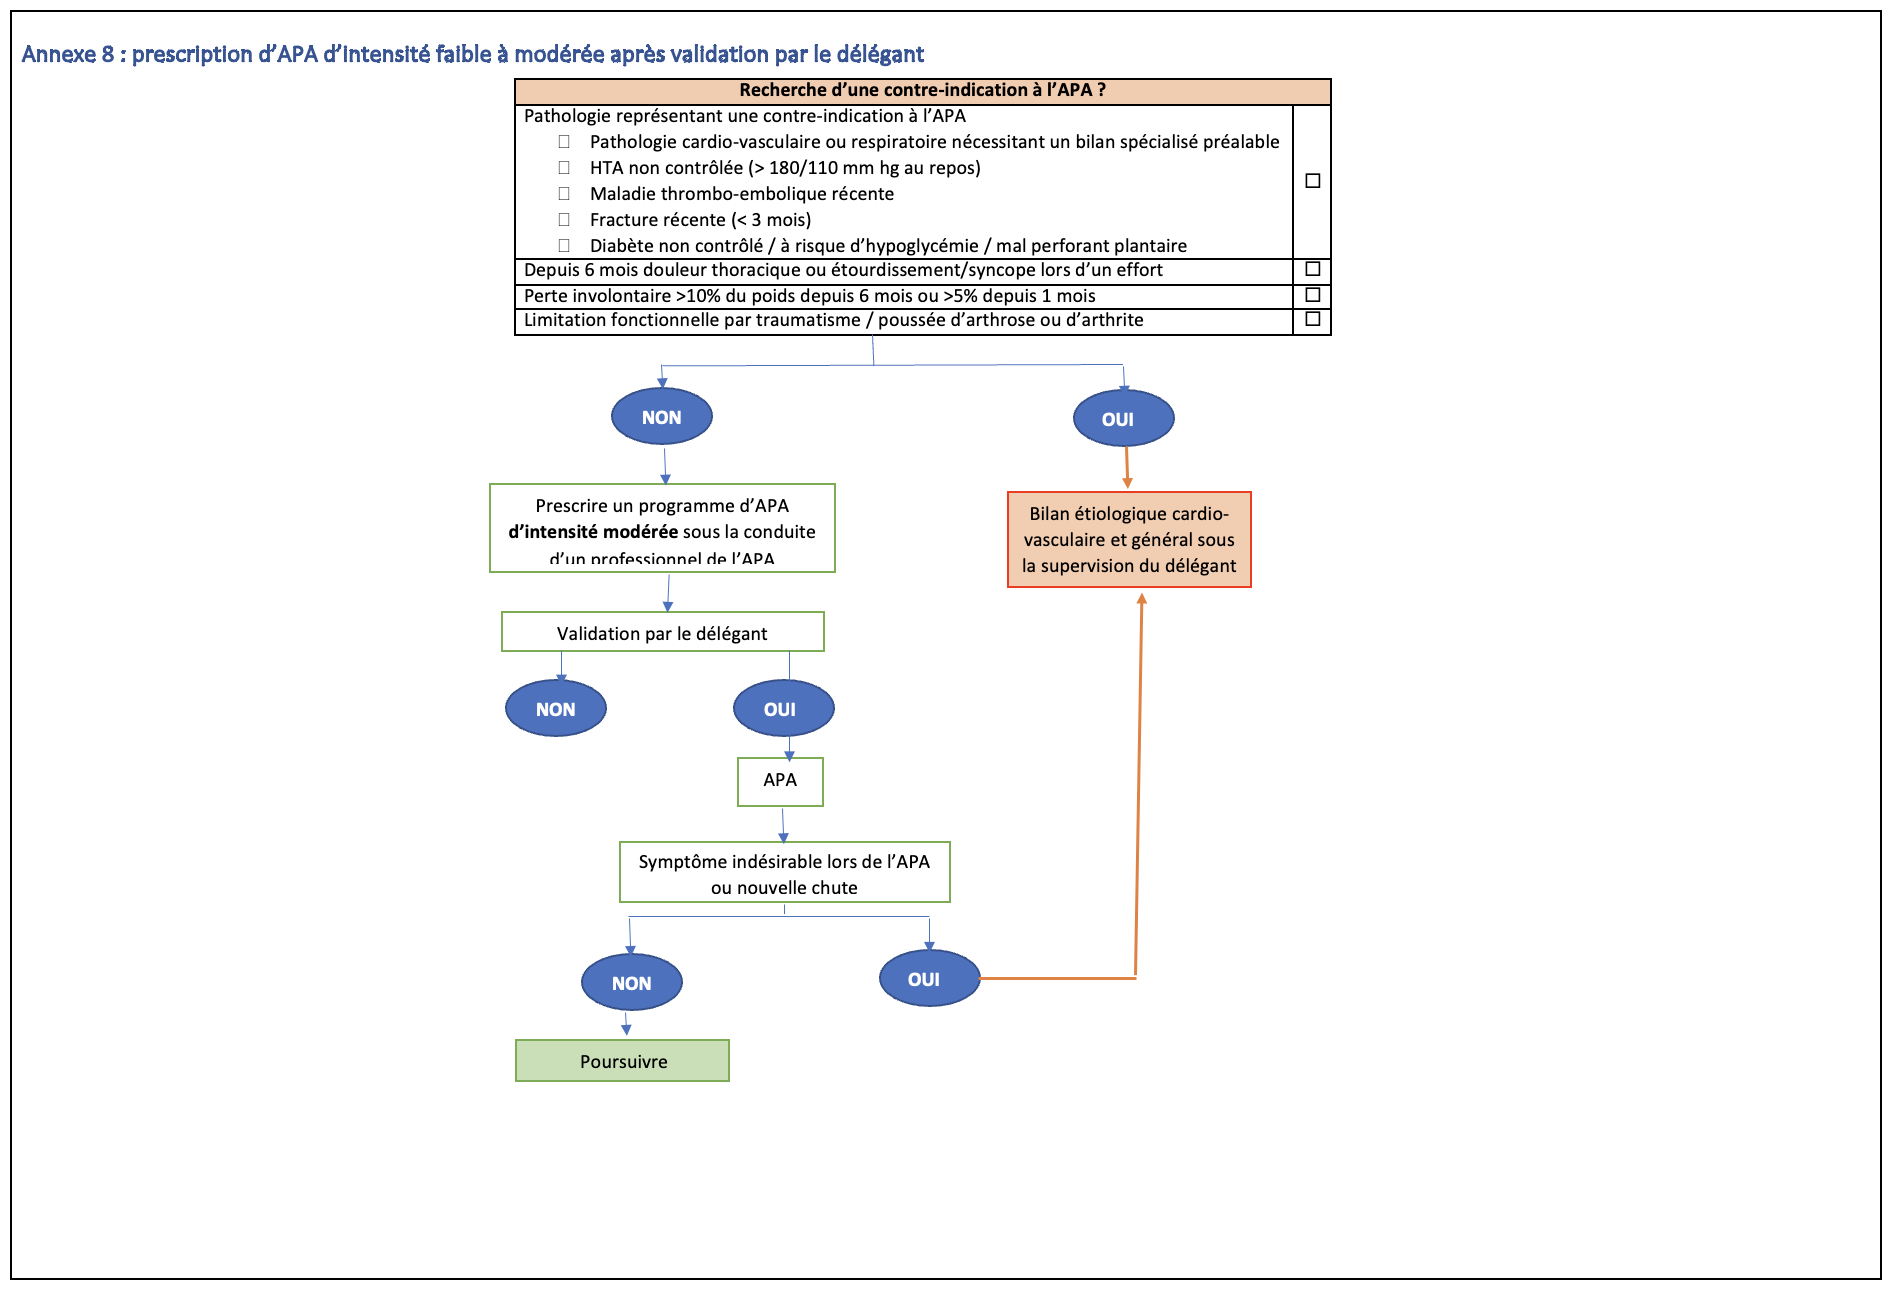 Annexe 8 : prescription d'APA d'intensité faible à modérée après validation par le délégant
Recherche d'une contre-indication à l'APA ?
Pathologie représentant une contre-indication à l'APA
☐ Pathologie cardio-vasculaire ou respiratoire nécessitant un bilan spécialisé préalable
☐ HTA non contrôlée (> 180/110 mm hg au repos)
☐ Maladie thrombo-embolique récente
☐ Fracture récente (< 3 mois)
☐ Diabète non contrôlé / à risque d'hypoglycémie / mal perforant plantaire
☐
Depuis 6 mois douleur thoracique ou étourdissement/syncope lors d'un effort ☐
Perte involontaire >10% du poids depuis 6 mois ou >5% depuis 1 mois ☐
Limitation fonctionnelle par traumatisme / poussée d'arthrose ou d'arthrite ☐
NON
OUI
Prescrire un programme d'APA
d'intensité modérée sous la conduite
d'un professionnel de l'APA
Bilan étiologique cardio-
vasculaire et général sous
la supervision du délégant
Validation par le délégant
NON
OUI
APA
Symptôme indésirable lors de l'APA
ou nouvelle chute
NON
OUI
Poursuivre